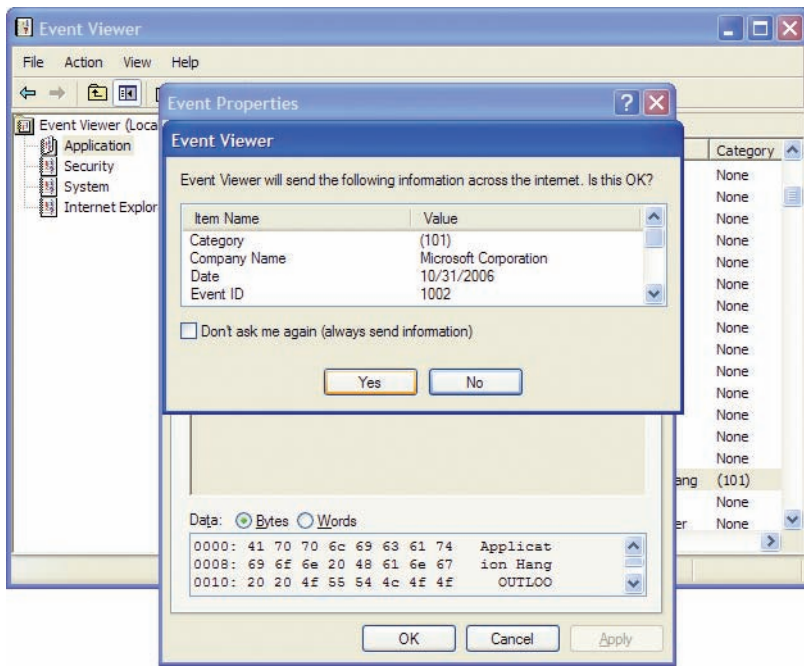 Event Viewer
File Action View Help
Event Properties
Event Viewer (Loca
Application
Security
System
Internet Explor
Event Viewer
Event Viewer will send the following information across the internet. Is this OK?
Item Name Value
Category (101)
Company Name Microsoft Corporation
Date 10/31/2006
Event ID 1002
Don't ask me again (always send information)
Yes No
Category
None
None
None
None
None
None
None
None
None
None
None
None
None
None
ang (101)
None
er None
Data: Bytes Words
0000: 41 70 70 6c 69 63 61 74 Applicat
0008: 69 6f 6e 20 48 61 6e 67 ion Hang
0010: 20 20 4f 55 54 4c 4f 4f OUTLOO
OK Cancel Apply